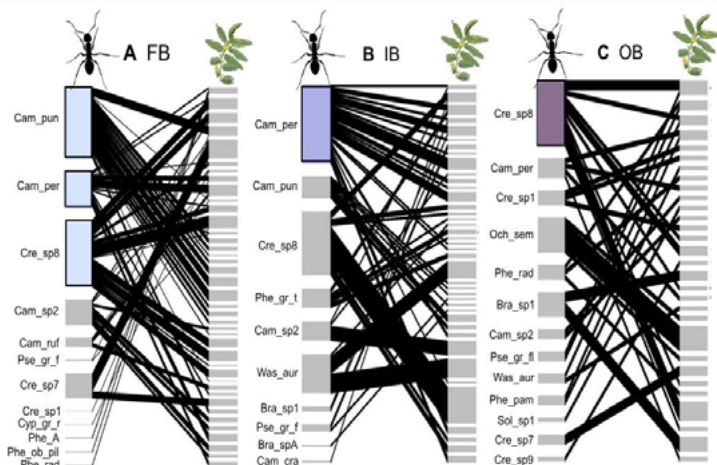 A FB
Cam_pun
Cam_per
Cre_sp8
Cam_sp2
Cam_ruf
Pse_gr_f
Cre_sp7
Cre_sp1
Cyp_gr_r
Phe_A
Phe_ob_pil
Phe_rad
B IB
Cam_per
Cam_pun
Cre_sp8
Phe_gr_t
Cam_sp2
Was_aur
Bra_sp1
Pse_gr_f
Bra_spA
Cam_cra
C OB
Cre_sp8
Cam_per
Cre_sp1
Och_sem
Phe_rad
Bra_sp1
Cam_sp2
Pse_gr_fl
Was_aur
Phe_pam
Sol_sp1
Cre_sp7
Cre_sp9